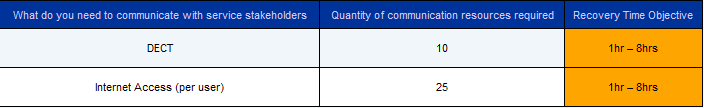 What do you need to communicate with service stakeholders Quantity of communication resources required Recovery Time Objective
DECT 10 1hr – 8hrs
Internet Access (per user) 25 1hr – 8hrs